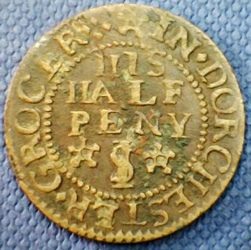 GROCER · IN · DORCHESTER ·
HIS
HALF
PENY